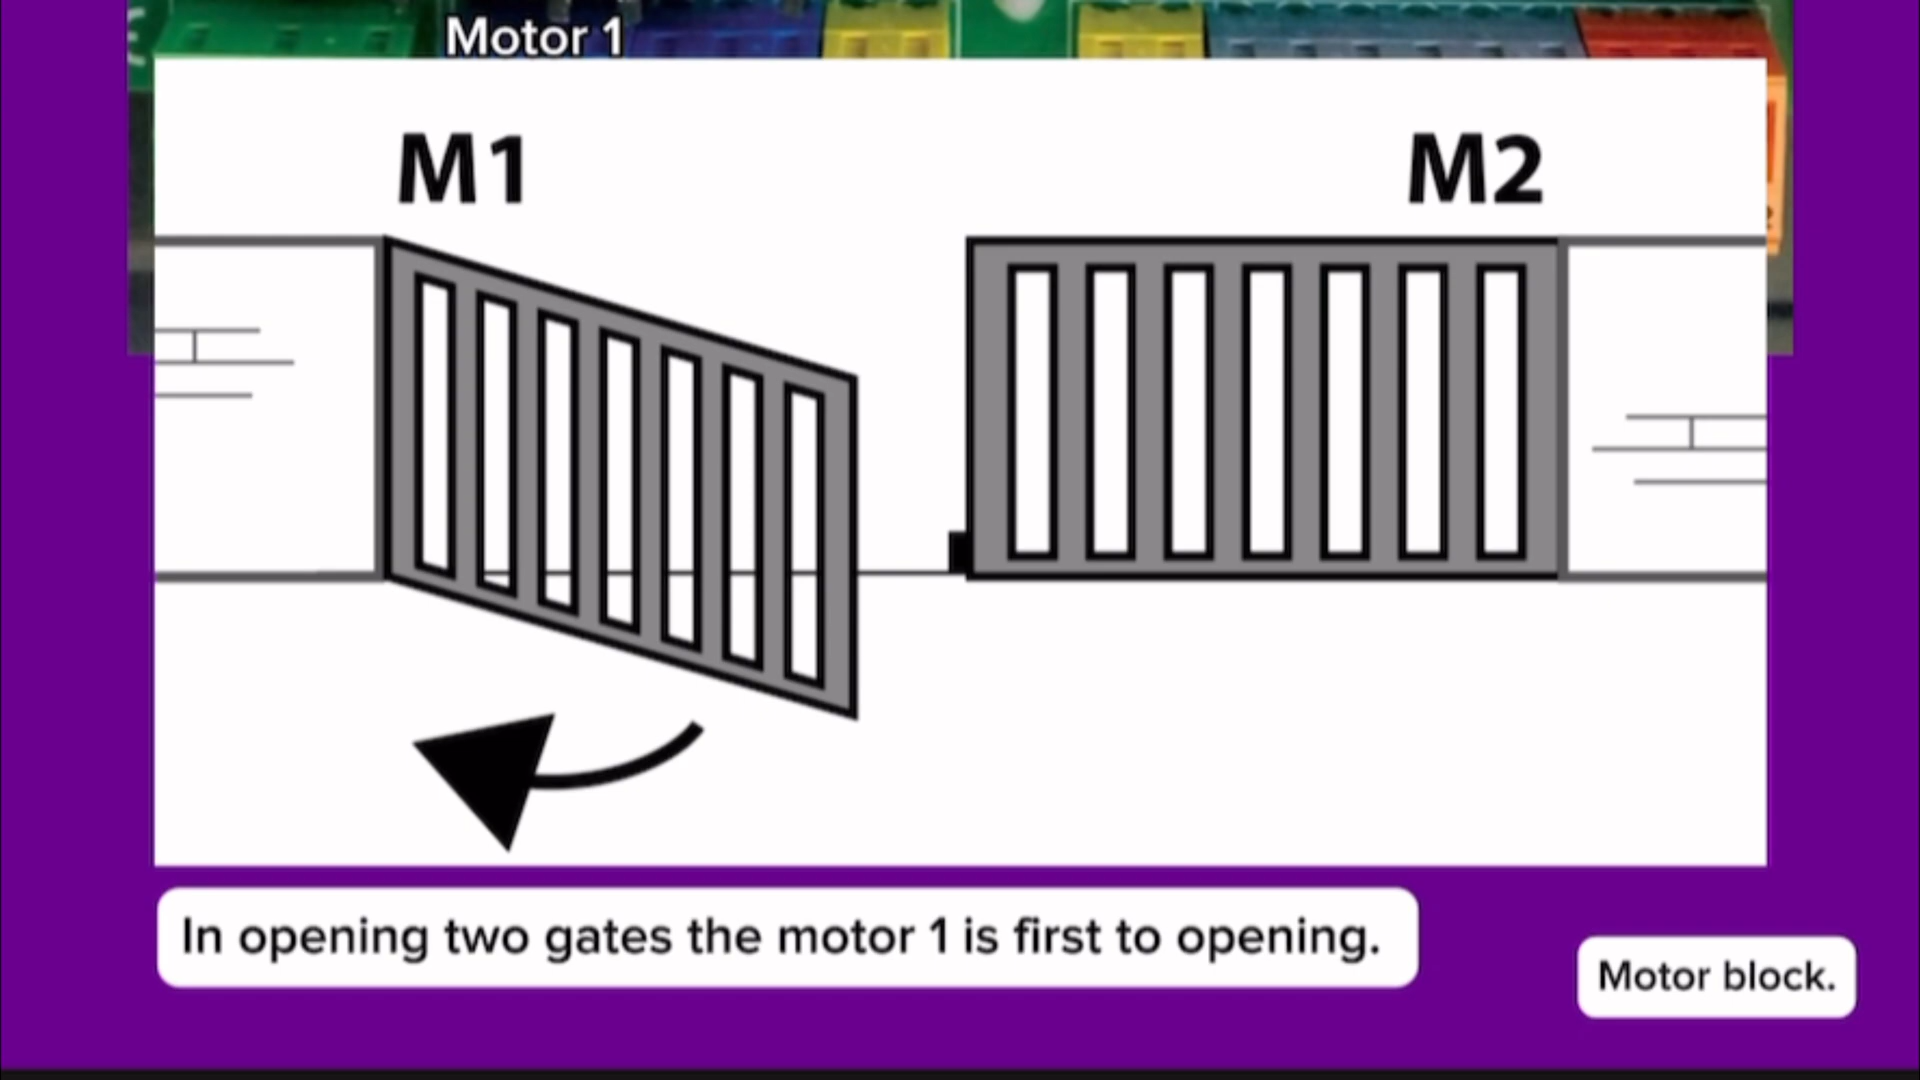 Motor 1
M1
M2
In opening two gates the motor 1 is first to opening.
Motor block.